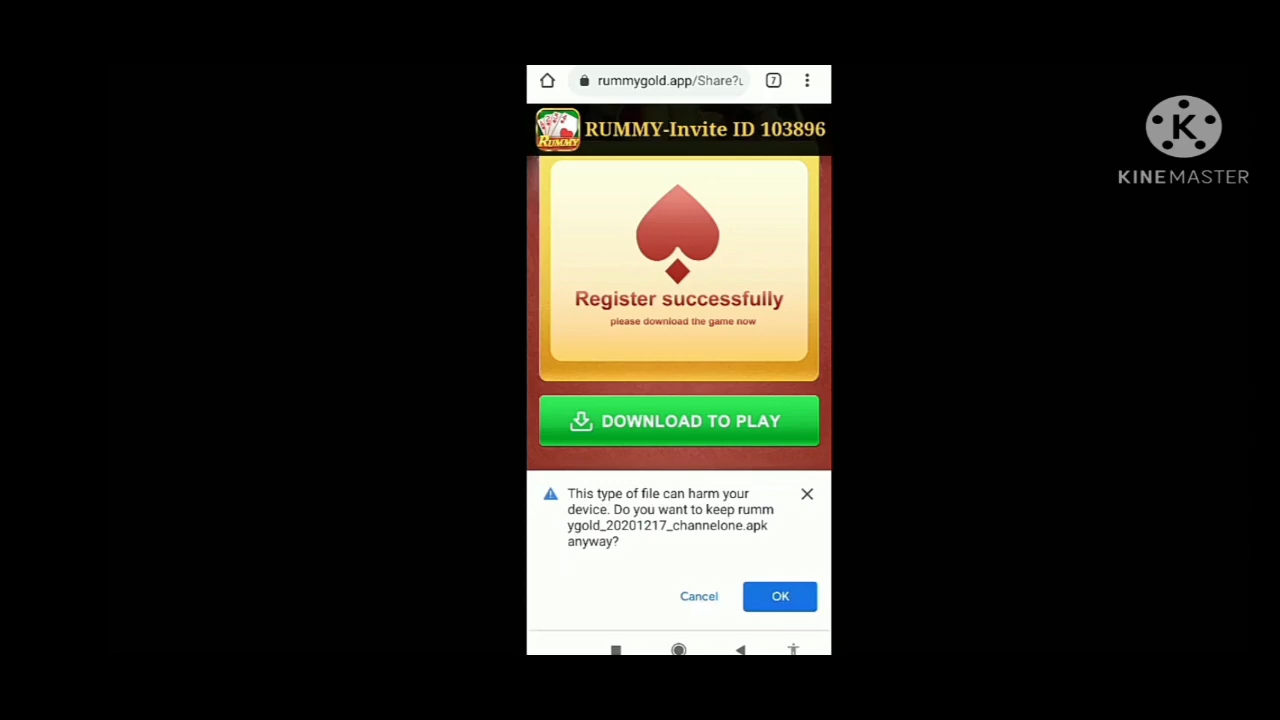 rummygold.app/Share?u
7
RUMMY
RUMMY-Invite ID 103896
K
KINEMASTER
Register successfully
please download the game now
DOWNLOAD TO PLAY
This type of file can harm your
device. Do you want to keep rumm
ygold_20201217_channelone.apk
anyway?
Cancel
OK